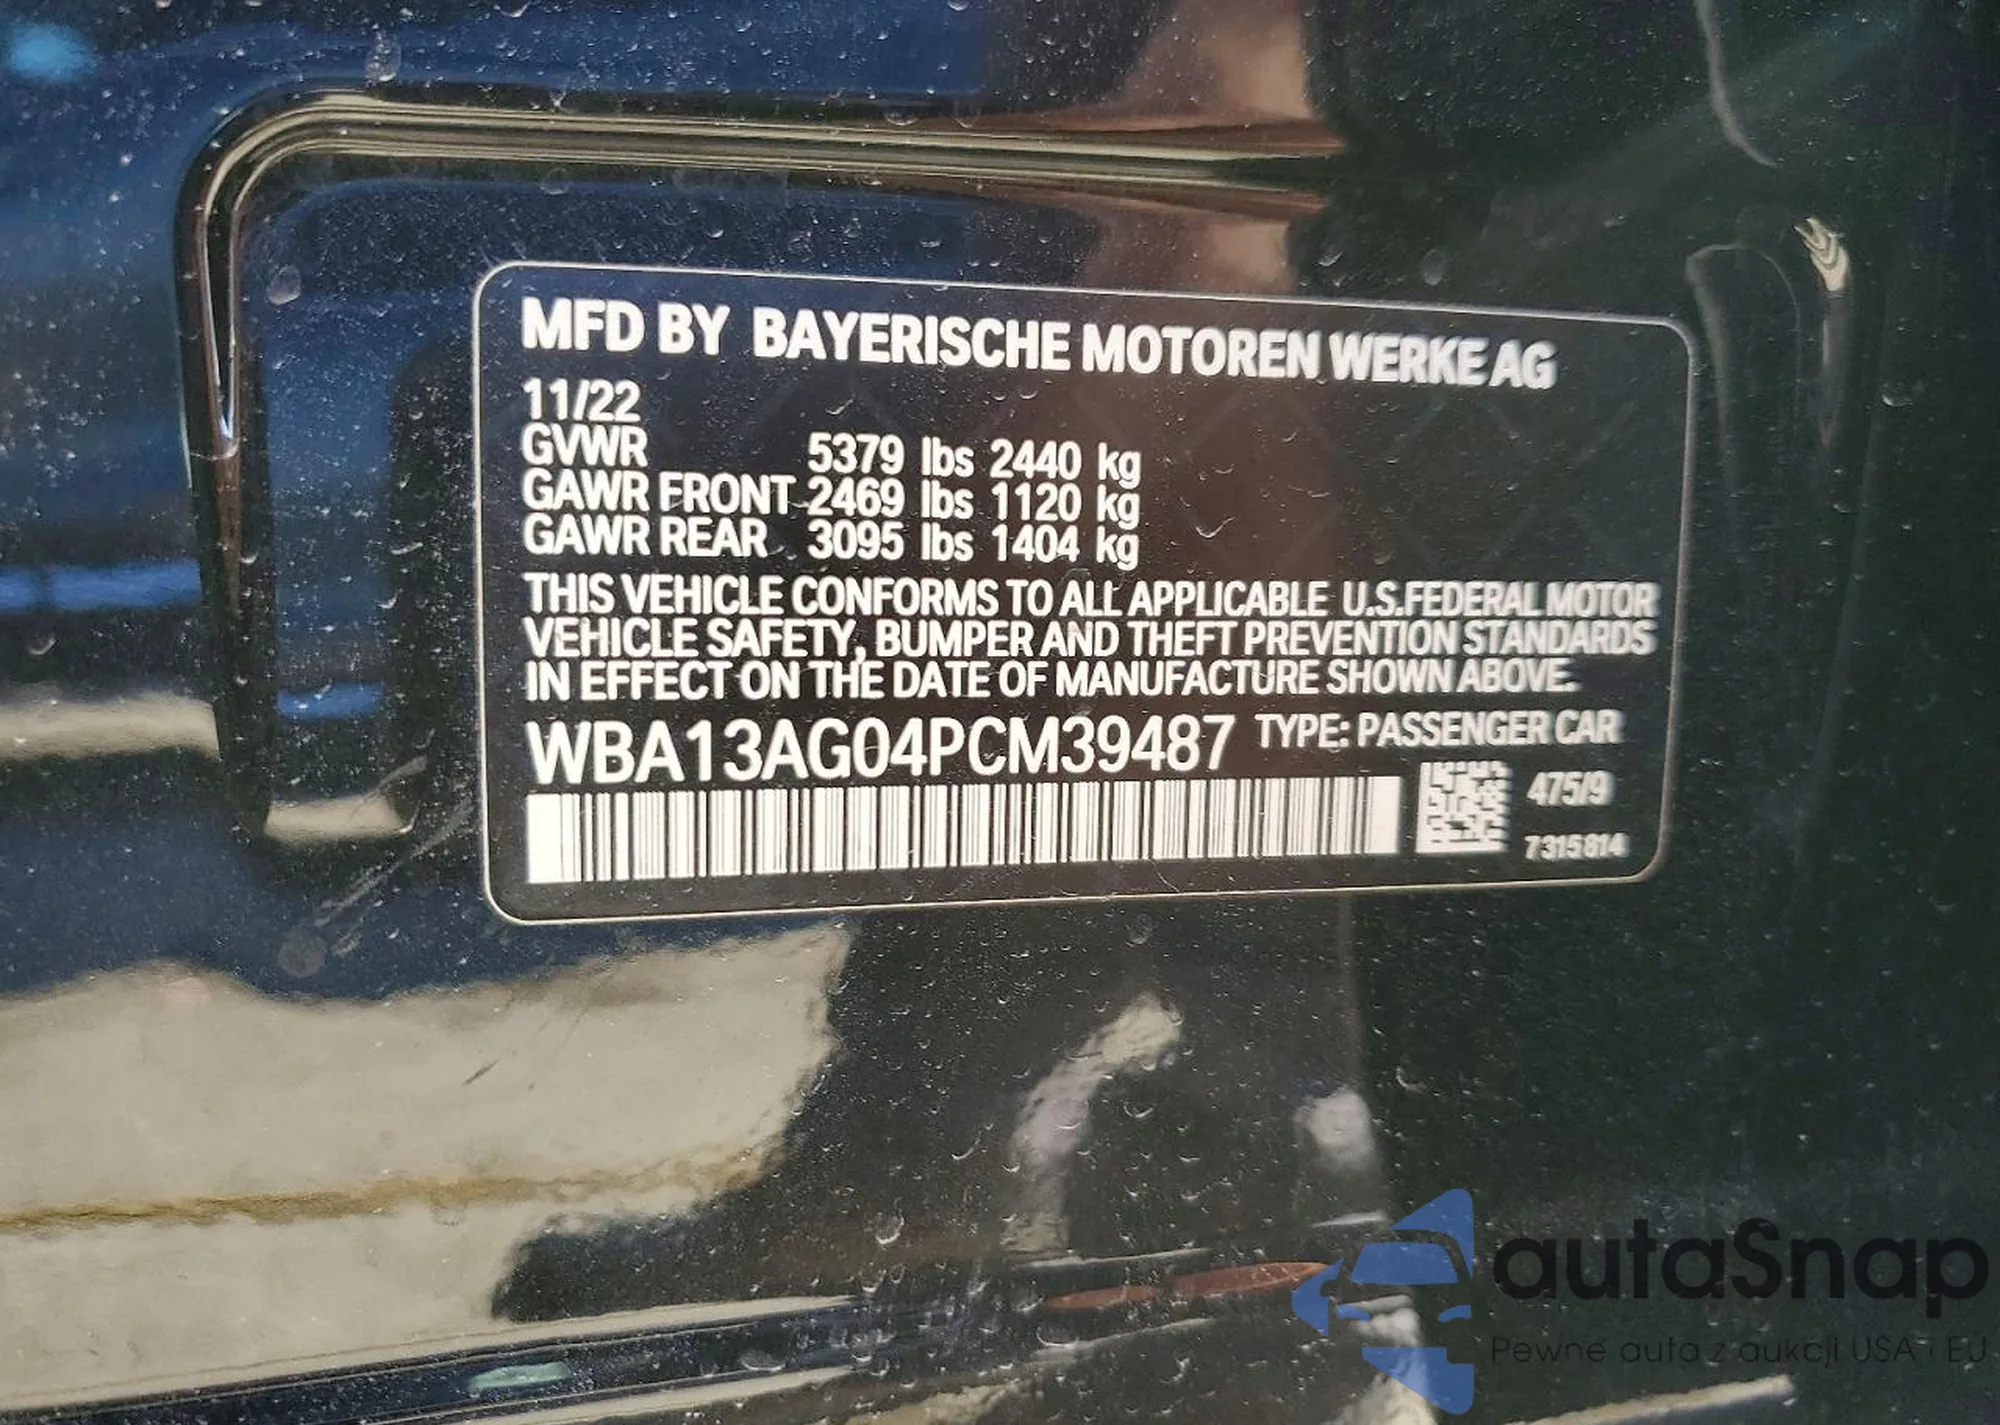 MFD BY BAYERISCHE MOTOREN WERKE AG
11/22
GVWR 5379 lbs 2440 kg
GAWR FRONT 2469 lbs 1120 kg
GAWR REAR 3095 lbs 1404 kg
THIS VEHICLE CONFORMS TO ALL APPLICABLE U.S.FEDERAL MOTOR
VEHICLE SAFETY, BUMPER AND THEFT PREVENTION STANDARDS
IN EFFECT ON THE DATE OF MANUFACTURE SHOWN ABOVE.
WBA13AG04PCM39487 TYPE: PASSENGER CAR
475/9
7315814
autaSnap
Pewne auta z aukcji USA i EU